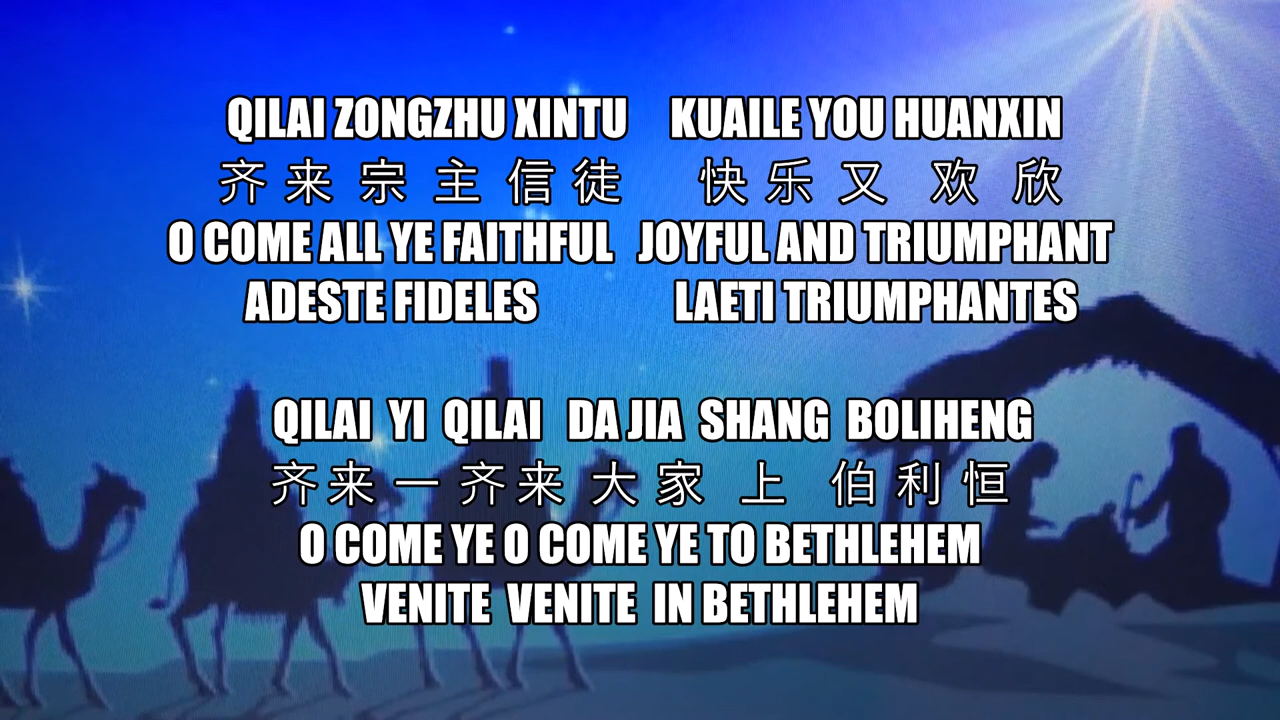 QILAI ZONGZHU XINTU KUAILE YOU HUANXIN
齐来宗主信徒 快乐又欢欣
O COME ALL YE FAITHFUL JOYFUL AND TRIUMPHANT
ADESTE FIDELES LAETI TRIUMPHANTES
QILAI YI QILAI DA JIA SHANG BOLIHENG
齐来一齐来大家上伯利恒
O COME YE O COME YE TO BETHLEHEM
VENITE VENITE IN BETHLEHEM